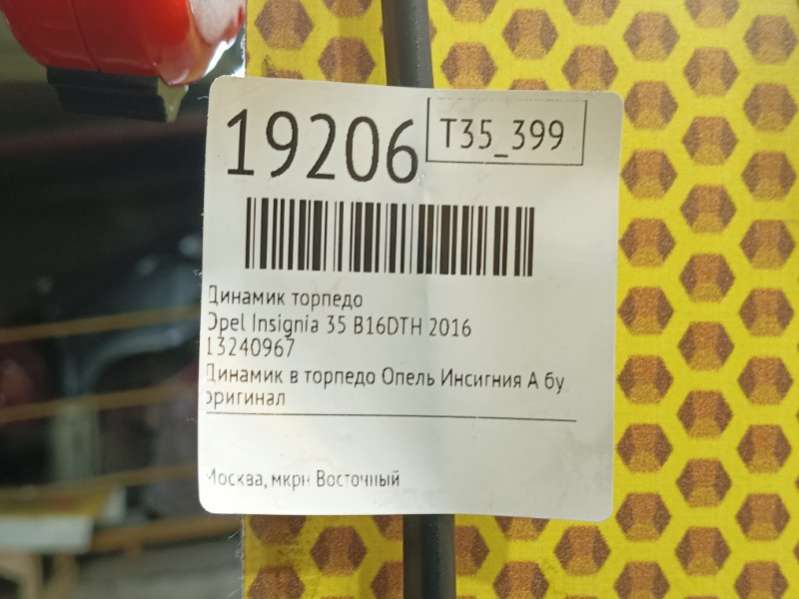 19206
T35_399
Динамик торпедо
Opel Insignia 35 B16DTH 2016
13240967
Динамик в торпедо Опель Инсигния А бу
оригинал
Москва, мкрн Восточный